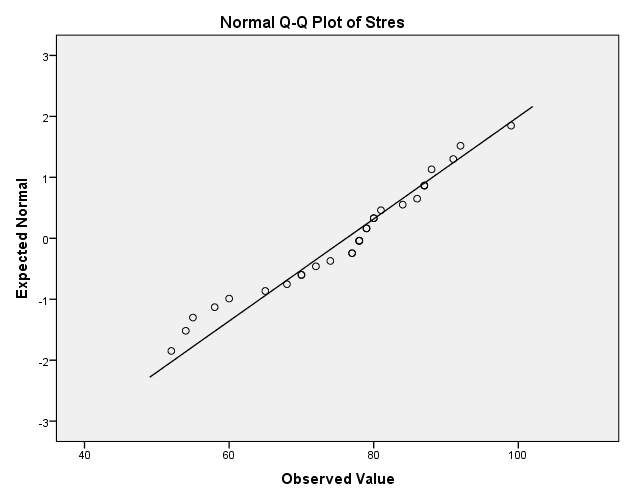 Normal Q-Q Plot of Stres
Expected Normal
3
2
1
0
-1
-2
-3
40 60 80 100
Observed Value